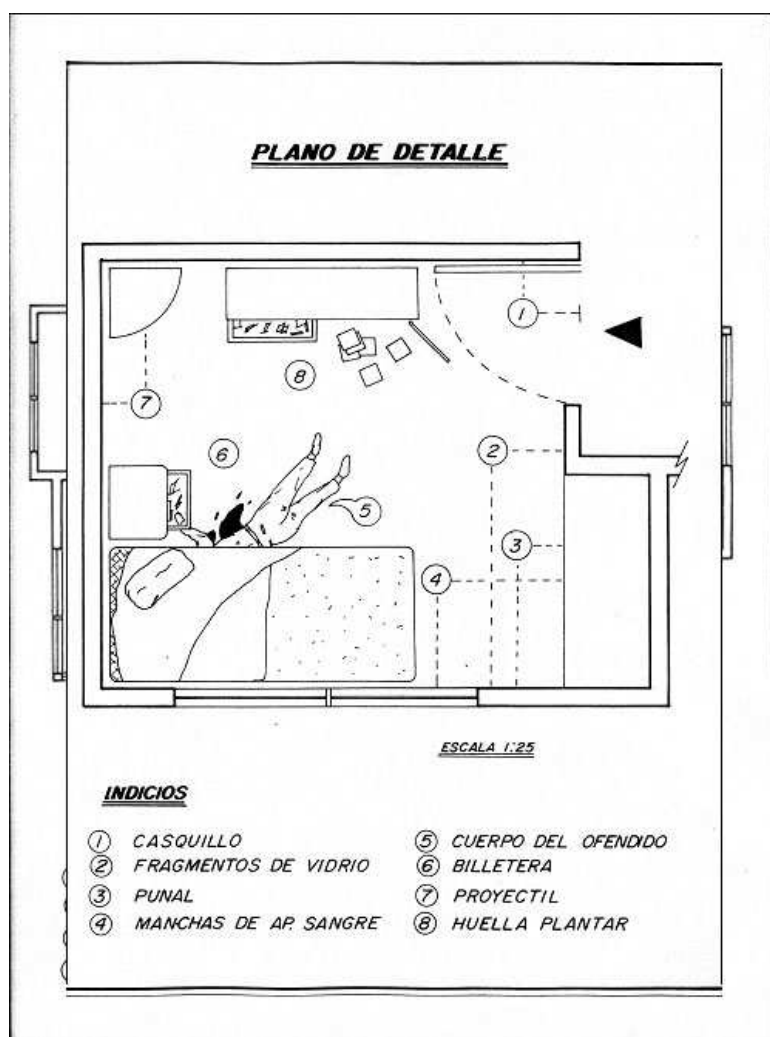 PLANO DE DETALLE
1
7
8
6
2
5
3
4
ESCALA 1:25
INDICIOS
1 CASQUILLO
2 FRAGMENTOS DE VIDRIO
3 PUNAL
4 MANCHAS DE AP. SANGRE
5 CUERPO DEL OFENDIDO
6 BILLETERA
7 PROYECTIL
8 HUELLA PLANTAR